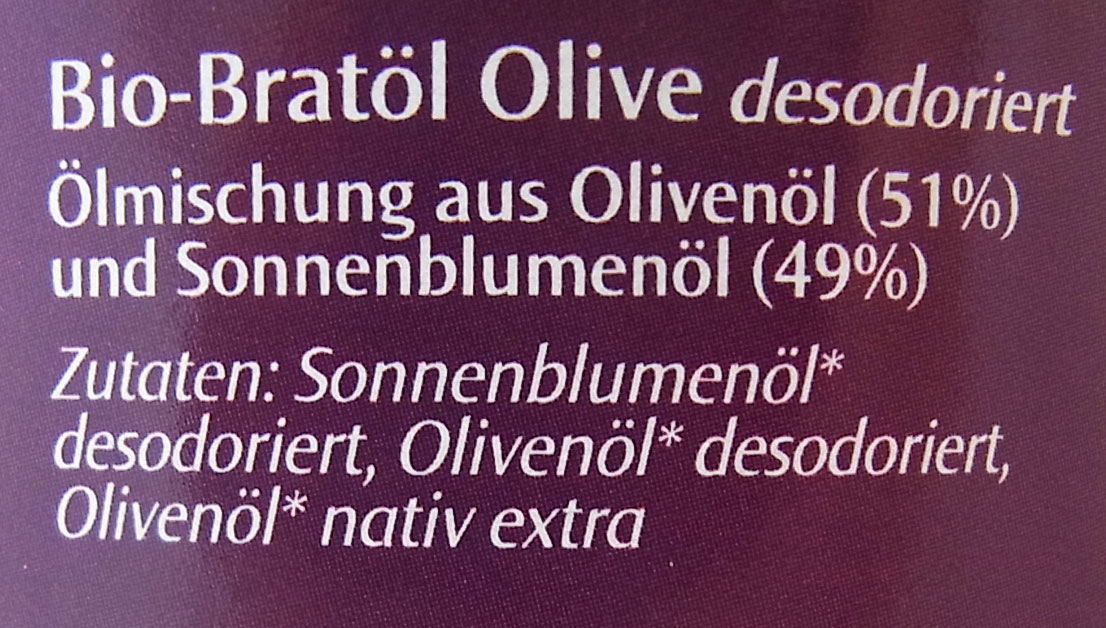 Bio-Bratöl Olive desodoriert
Ölmischung aus Olivenöl (51%)
und Sonnenblumenöl (49%)
Zutaten: Sonnenblumenöl*
desodoriert, Olivenöl* desodoriert,
Olivenöl* nativ extra